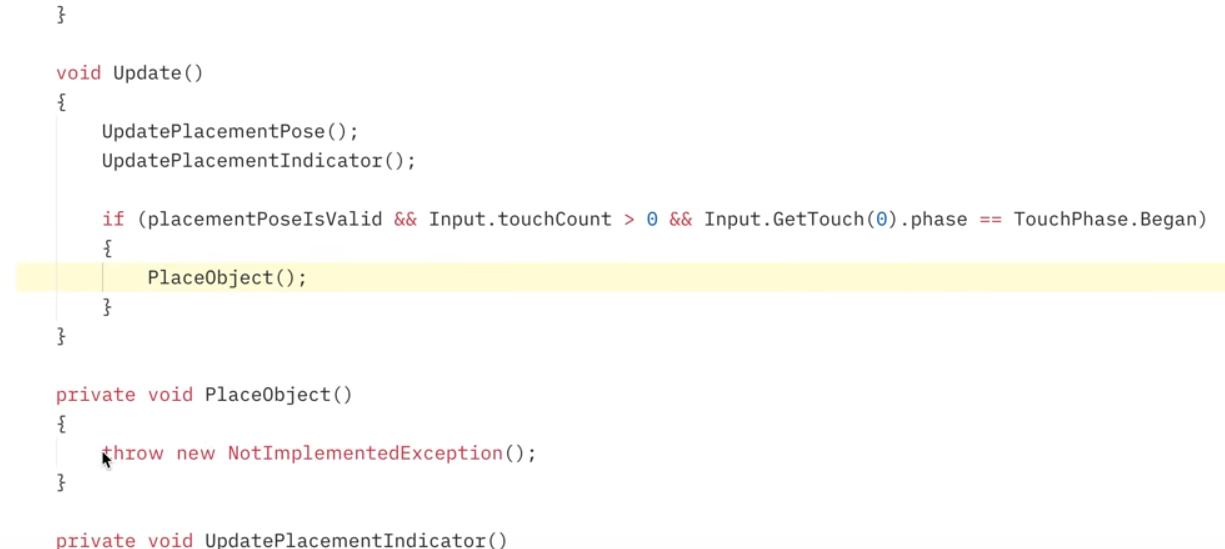 }
void Update()
{
UpdatePlacementPose();
UpdatePlacementIndicator();
if (placementPoseIsValid && Input.touchCount > 0 && Input.GetTouch(0).phase == TouchPhase.Began)
{
PlaceObject();
}
}
private void PlaceObject()
{
throw new NotImplementedException();
}
private void UpdatePlacementIndicator()